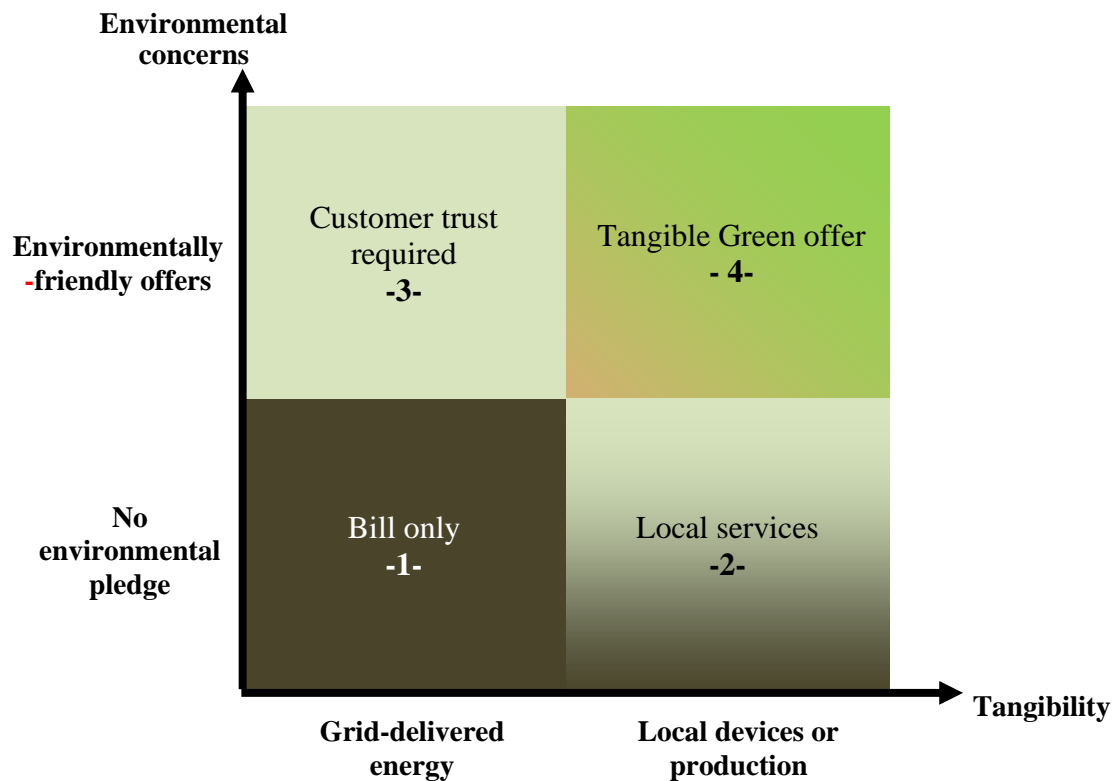 Environmental
concerns
Customer trust
required
-3-
Tangible Green offer
- 4-
Environmentally
-friendly offers
Bill only
-1-
Local services
-2-
No
environmental
pledge
Tangibility
Grid-delivered
energy
Local devices or
production